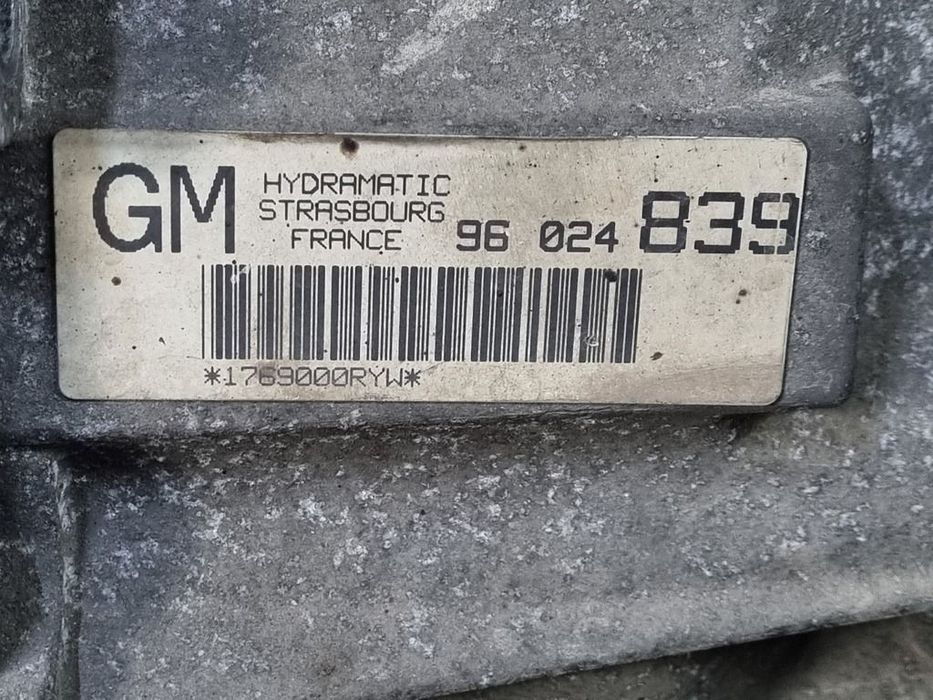 GM HYDRAMATIC
STRASBOURG
FRANCE 96 024 839
*1769000RYW*